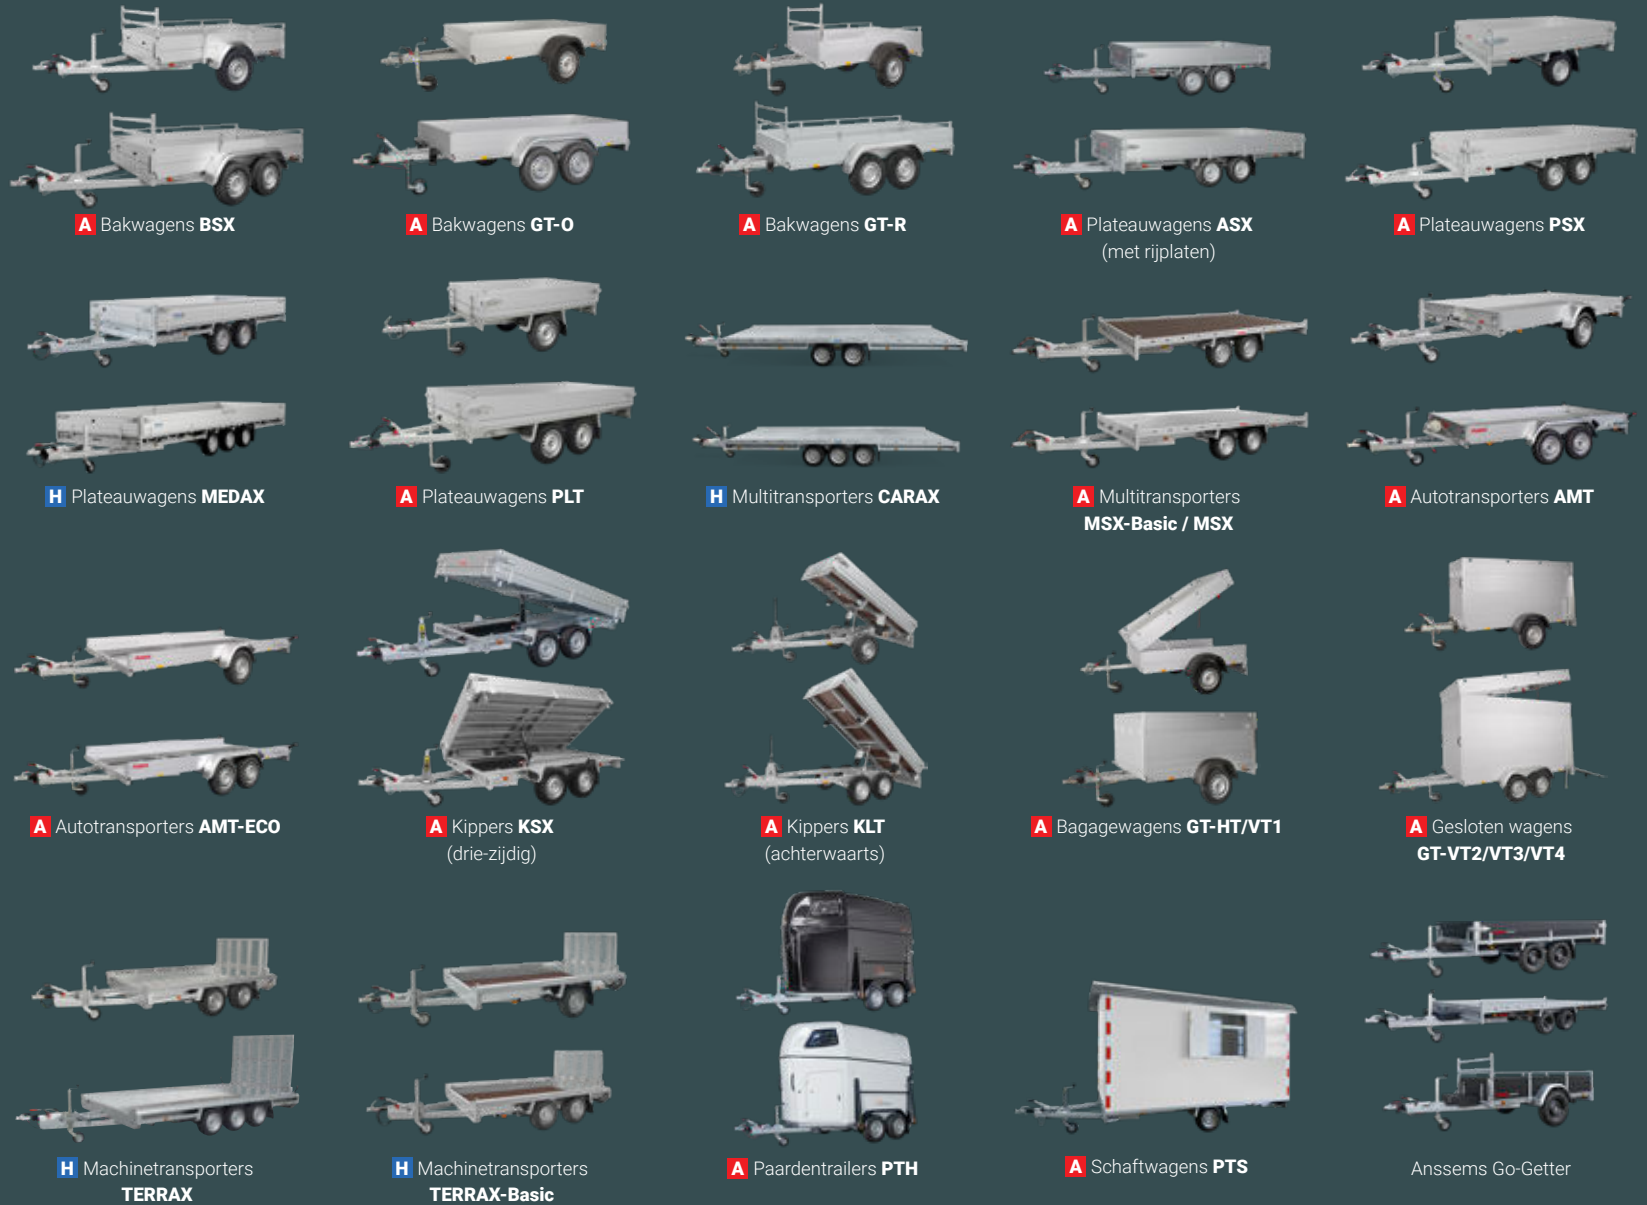 A Bakwagens BSX
A Bakwagens GT-O
A Bakwagens GT-R
A Plateauwagens ASX
(met rijplaten)
A Plateauwagens PSX
H Plateauwagens MEDAX
A Plateauwagens PLT
H Multitransporters CARAX
A Multitransporters
MSX-Basic / MSX
A Autotransporters AMT
A Autotransporters AMT-ECO
A Kippers KSX
(drie-zijdig)
A Kippers KLT
(achterwaarts)
A Bagagewagens GT-HT/VT1
A Gesloten wagens
GT-VT2/VT3/VT4
H Machinetransporters
TERRAX
H Machinetransporters
TERRAX-Basic
A Paardentrailers PTH
A Schaftwagens PTS
Anssems Go-Getter